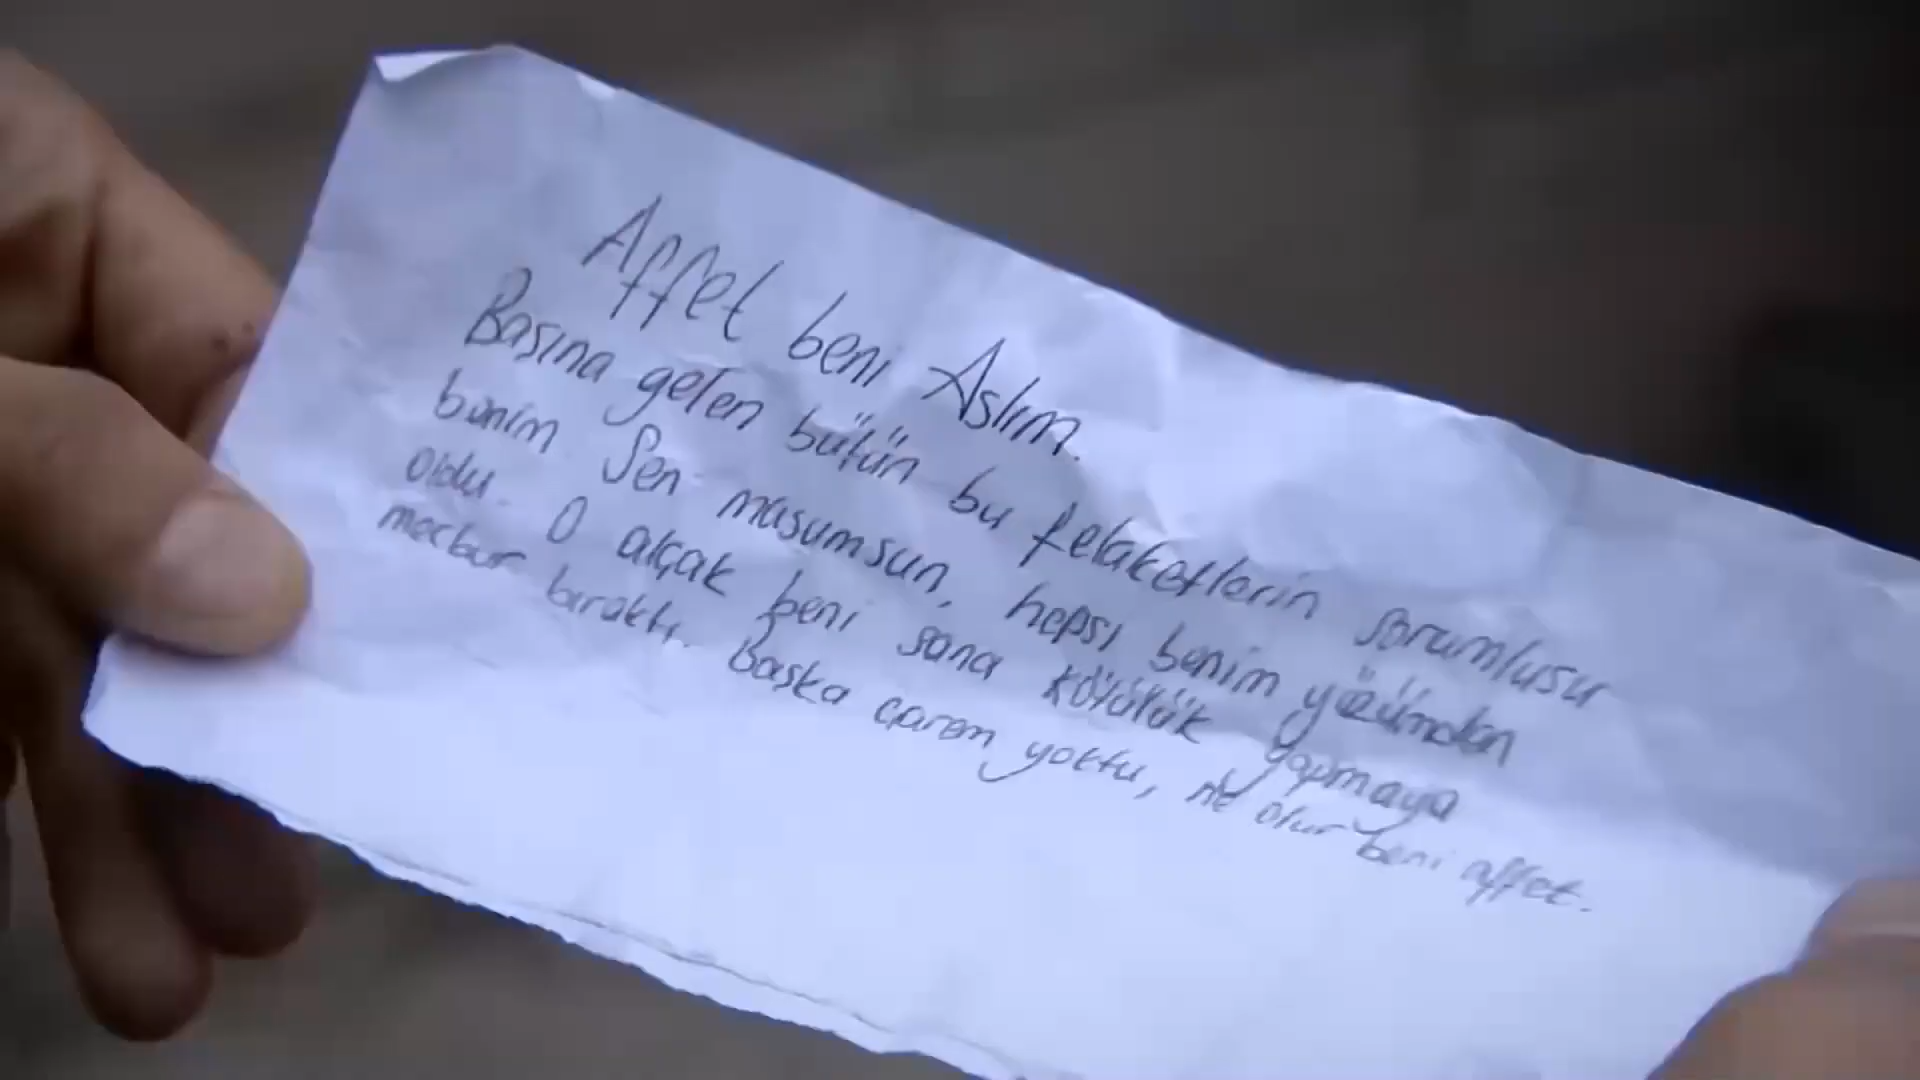 Affet beni Aslım.
Başına gelen bütün bu felaketlerin sorumlusu
benim. Sen masumsun, hepsi benim yüzümden
oldu. O alçak beni sana kötülük yapmaya
mecbur bıraktı. Başka çarem yoktu, ne olur beni affet.